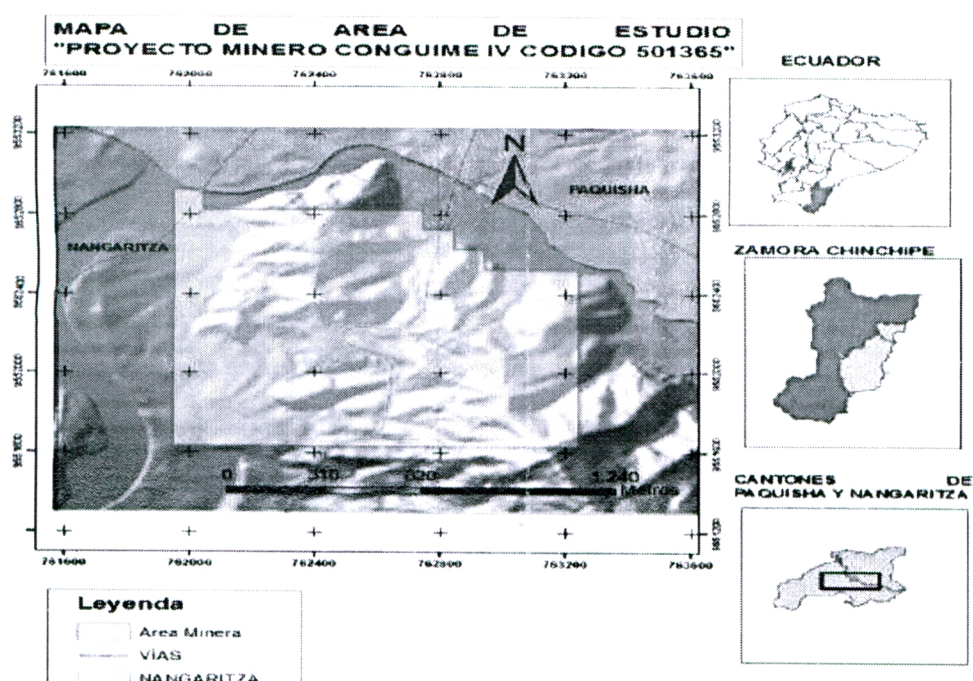 MAPA DE AREA DE ESTUDIO
"PROYECTO MINERO CONGUIME IV CODIGO 501365"
761600 762000 762400 762800 763200 763600
ECUADOR
N
PAQUISHA
NANGARITZA
ZAMORA CHINCHIPE
0 310 620 1.240
Metros
761600 762000 762400 762800 763200 763600
CANTONES DE
PAQUISHA Y NANGARITZA
Leyenda
Area Minera
VÍAS
NANGARITZA